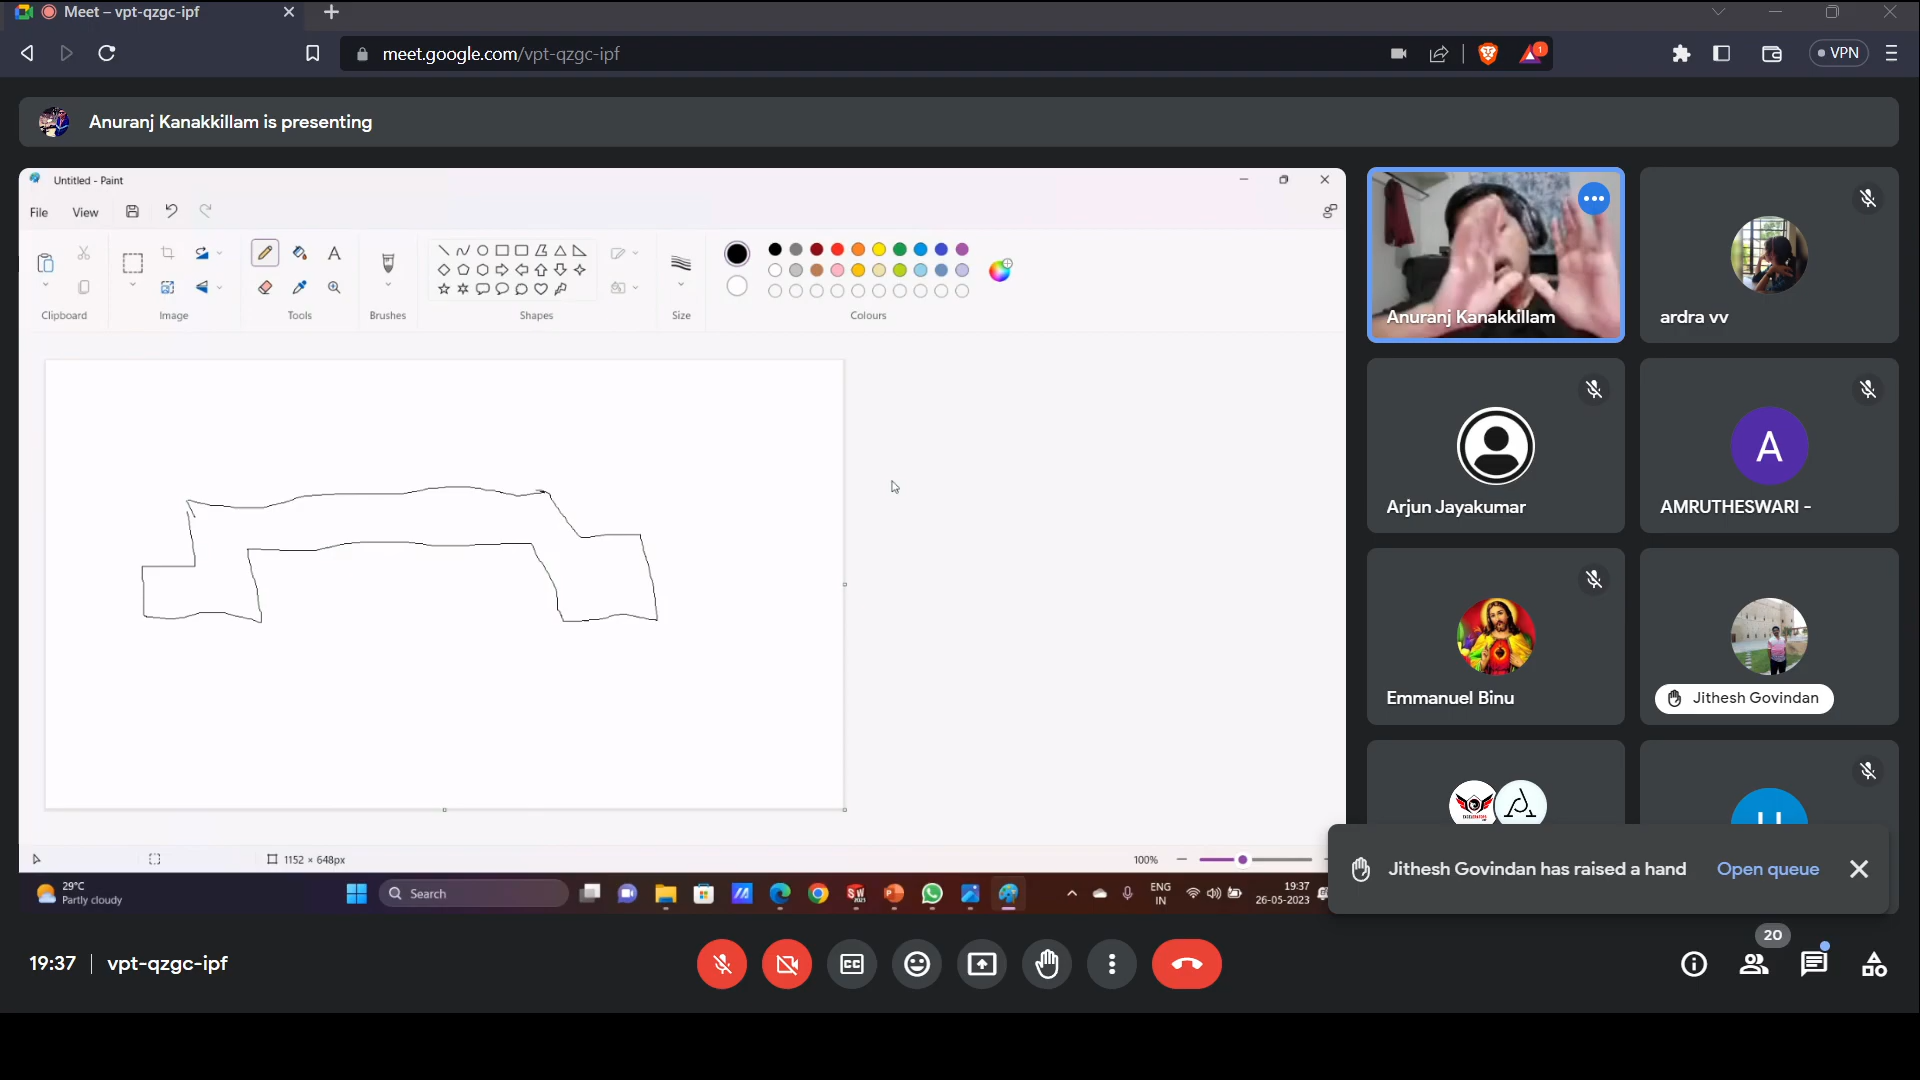 Meet – vpt-qzgc-ipf
meet.google.com/vpt-qzgc-ipf
1
VPN
Anuranj Kanakkillam is presenting
Untitled - Paint
File
View
Clipboard
Image
Tools
Brushes
Shapes
Size
Colours
1152 × 648px
100%
29°C
Partly cloudy
Search
ENG
IN
19:37
26-05-2023
Anuranj Kanakkillam
ardra vv
Arjun Jayakumar
A
AMRUTHESWARI -
Emmanuel Binu
Jithesh Govindan
Jithesh Govindan has raised a hand
Open queue
19:37
vpt-qzgc-ipf
CC
20